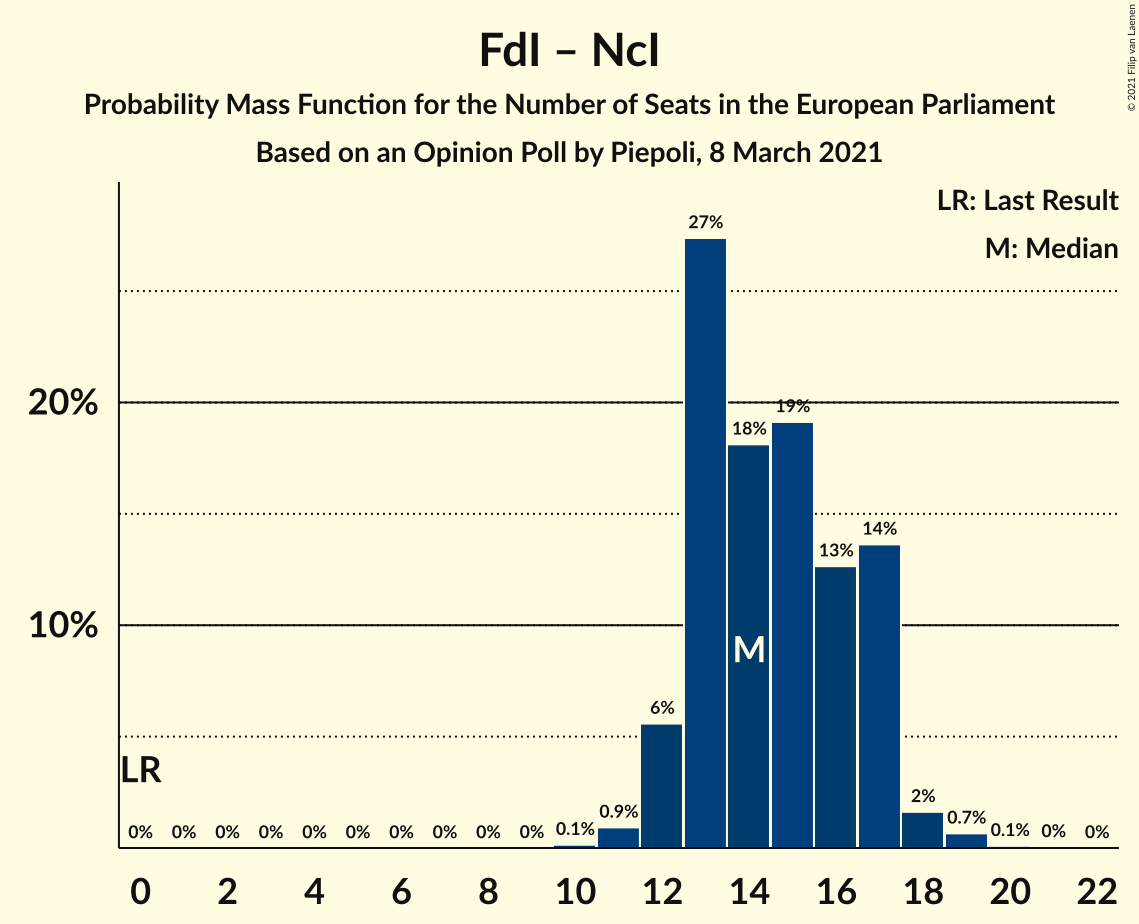 FdI – NcI
Probability Mass Function for the Number of Seats in the European Parliament
Based on an Opinion Poll by Piepoli, 8 March 2021
© 2021 Filip van Laenen
LR: Last Result
M: Median
20%
10%
LR
M
0% 0% 0% 0% 0% 0% 0% 0% 0% 0% 0.1% 0.9% 6% 27% 18% 19% 13% 14% 2% 0.7% 0.1% 0% 0%
0 2 4 6 8 10 12 14 16 18 20 22